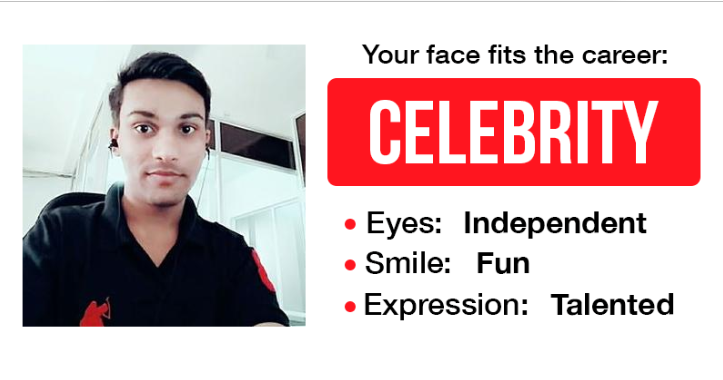 Your face fits the career:
CELEBRITY
• Eyes: Independent
• Smile: Fun
• Expression: Talented